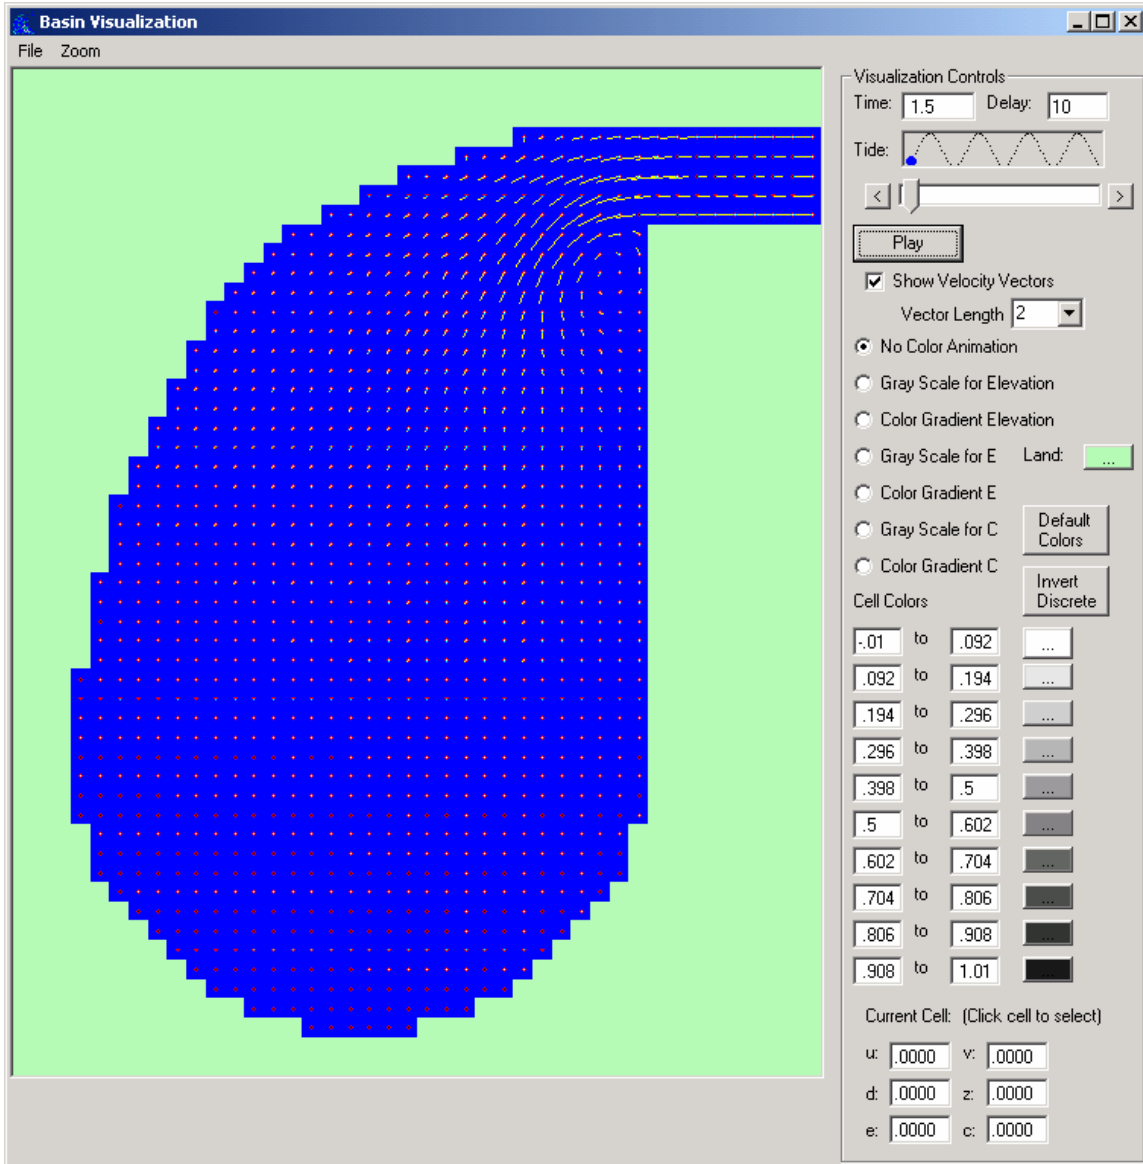 Basin Visualization
File Zoom
Visualization Controls
Time: 1.5 Delay: 10
Tide:
< >
Play
Show Velocity Vectors
Vector Length 2
No Color Animation
Gray Scale for Elevation
Color Gradient Elevation
Gray Scale for E Land: ...
Color Gradient E
Gray Scale for C Default Colors
Color Gradient C
Invert Discrete
Cell Colors
-.01 to .092 ...
.092 to .194 ...
.194 to .296 ...
.296 to .398 ...
.398 to .5 ...
.5 to .602 ...
.602 to .704 ...
.704 to .806 ...
.806 to .908 ...
.908 to 1.01 ...
Current Cell: (Click cell to select)
u: .0000 v: .0000
d: .0000 z: .0000
e: .0000 c: .0000